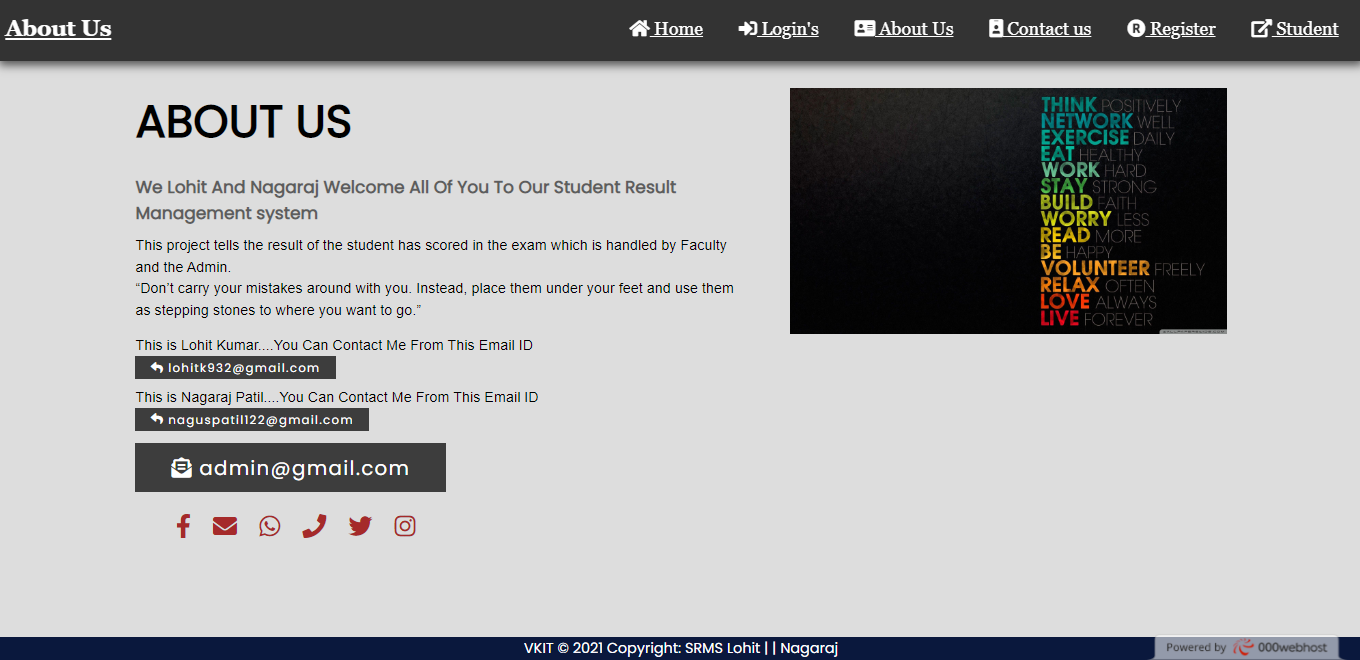 About Us
Home
Login's
About Us
Contact us
Register
Student
ABOUT US
We Lohit And Nagaraj Welcome All Of You To Our Student Result
Management system
This project tells the result of the student has scored in the exam which is handled by Faculty
and the Admin.
“Don’t carry your mistakes around with you. Instead, place them under your feet and use them
as stepping stones to where you want to go.”
This is Lohit Kumar....You Can Contact Me From This Email ID
lohitk932@gmail.com
This is Nagaraj Patil....You Can Contact Me From This Email ID
naguspatil122@gmail.com
admin@gmail.com
THINK POSITIVELY
NETWORK WELL
EXERCISE DAILY
EAT HEALTHY
WORK HARD
STAY STRONG
BUILD FAITH
WORRY LESS
READ MORE
BE HAPPY
VOLUNTEER FREELY
RELAX OFTEN
LOVE ALWAYS
LIVE FOREVER
VKIT © 2021 Copyright: SRMS Lohit | | Nagaraj
Powered by 000webhost